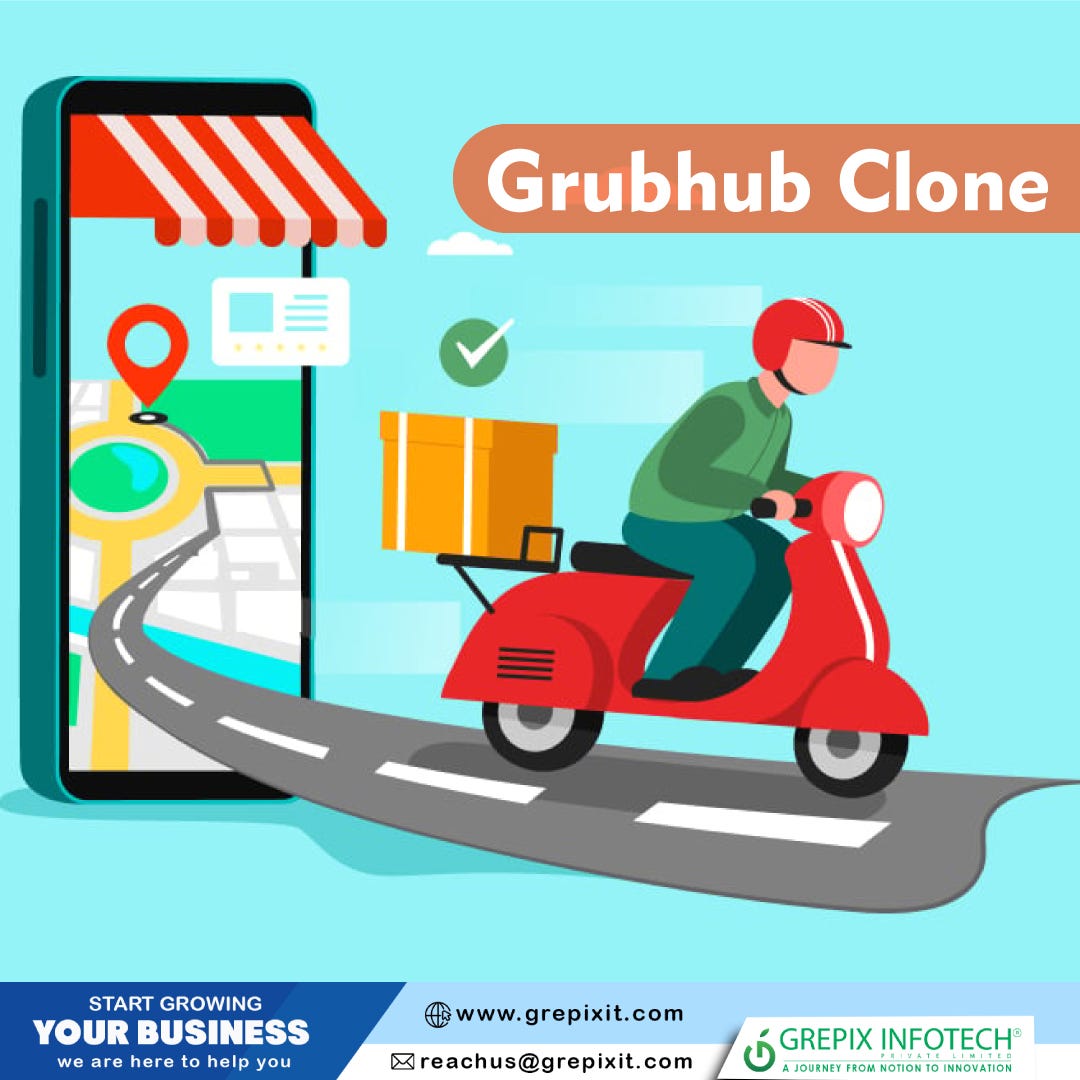 Grubhub Clone
START GROWING
YOUR BUSINESS
we are here to help you
www.grepixit.com
reachus@grepixit.com
GREPIX INFOTECH®
PRIVATE LIMITED
A JOURNEY FROM NOTION TO INNOVATION